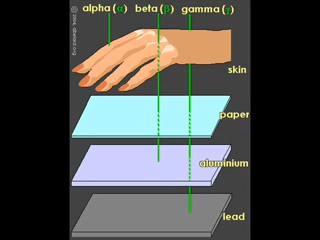 alpha (α) beta (β) gamma (γ)
skin
paper
aluminium
lead